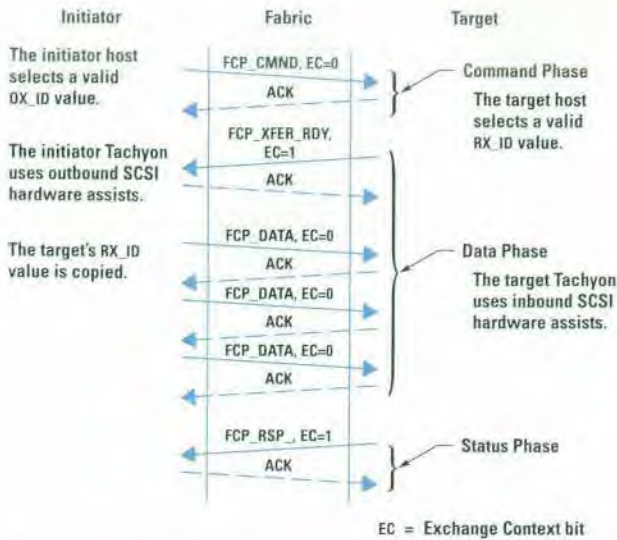 Initiator
Fabric
Target
The initiator host
selects a valid
OX_ID value.
FCP_CMND, EC=0
ACK
Command Phase
The target host
selects a valid
RX_ID value.
The initiator Tachyon
uses outbound SCSI
hardware assists.
FCP_XFER_RDY,
EC=1
ACK
The target's RX_ID
value is copied.
FCP_DATA, EC=0
ACK
FCP_DATA, EC=0
ACK
FCP_DATA, EC=0
ACK
Data Phase
The target Tachyon
uses inbound SCSI
hardware assists.
FCP_RSP_, EC=1
ACK
Status Phase
EC = Exchange Context bit